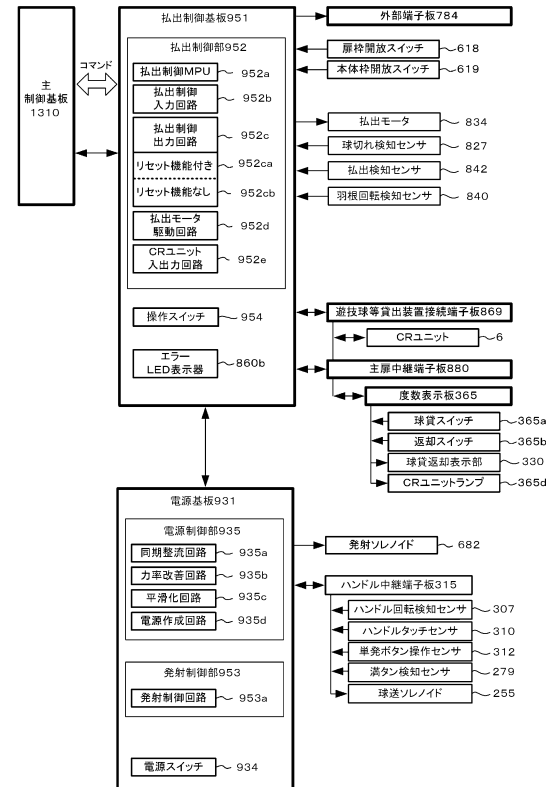 主
制御基板
1310
コマンド
払出制御基板951
払出制御部952
払出制御MPU
952a
払出制御
入力回路
952b
払出制御
出力回路
952c
リセット機能付き
952ca
リセット機能なし
952cb
払出モータ
駆動回路
952d
CRユニット
入出力回路
952e
操作スイッチ
954
エラー
LED表示器
860b
外部端子板784
扉枠開放スイッチ
618
本体枠開放スイッチ
619
払出モータ
834
球切れ検知センサ
827
払出検知センサ
842
羽根回転検知センサ
840
遊技球等貸出装置接続端子板869
CRユニット
6
主扉中継端子板880
度数表示板365
球貸スイッチ
365a
返却スイッチ
365b
球貸返却表示部
330
CRユニットランプ
365d
電源基板931
電源制御部935
同期整流回路
935a
力率改善回路
935b
平滑化回路
935c
電源作成回路
935d
発射制御部953
発射制御回路
953a
電源スイッチ
934
発射ソレノイド
682
ハンドル中継端子板315
ハンドル回転検知センサ
307
ハンドルタッチセンサ
310
単発ボタン操作センサ
312
満タン検知センサ
279
球送ソレノイド
255